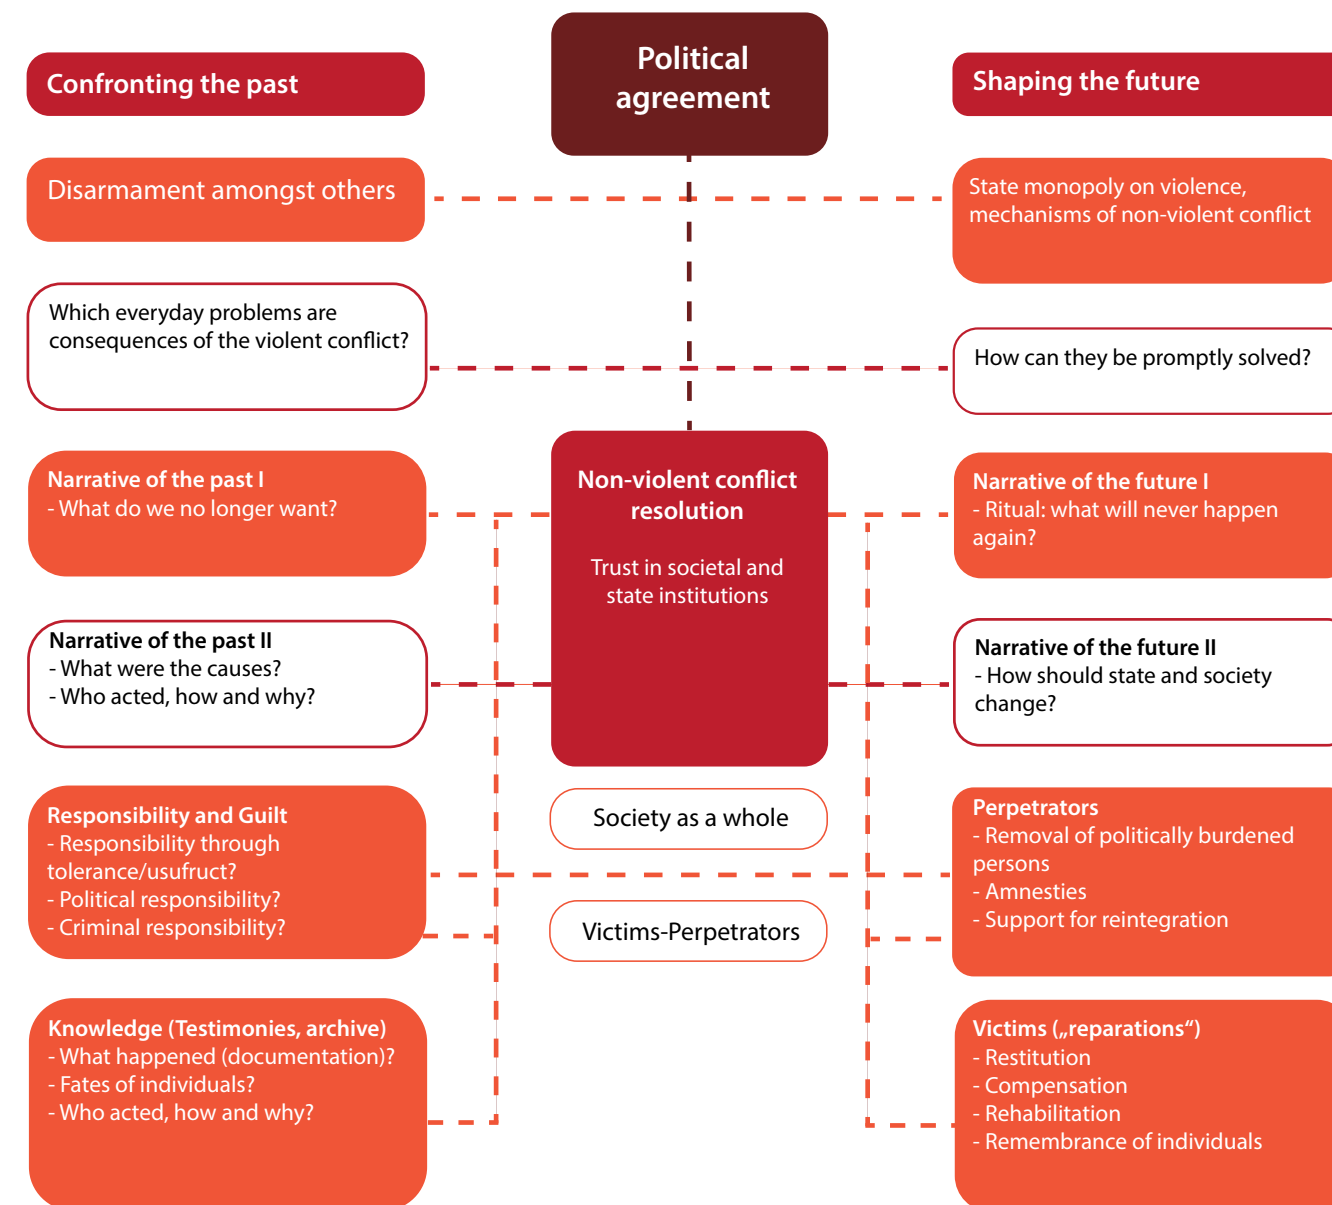 Political
agreement
Confronting the past
Shaping the future
Disarmament amongst others
State monopoly on violence,
mechanisms of non-violent conflict
Which everyday problems are
consequences of the violent conflict?
How can they be promptly solved?
Narrative of the past I
- What do we no longer want?
Non-violent conflict
resolution
Trust in societal and
state institutions
Narrative of the future I
- Ritual: what will never happen
again?
Narrative of the past II
- What were the causes?
- Who acted, how and why?
Narrative of the future II
- How should state and society
change?
Responsibility and Guilt
- Responsibility through
tolerance/usufruct?
- Political responsibility?
- Criminal responsibility?
Society as a whole
Victims-Perpetrators
Perpetrators
- Removal of politically burdened
persons
- Amnesties
- Support for reintegration
Knowledge (Testimonies, archive)
- What happened (documentation)?
- Fates of individuals?
- Who acted, how and why?
Victims („reparations“)
- Restitution
- Compensation
- Rehabilitation
- Remembrance of individuals